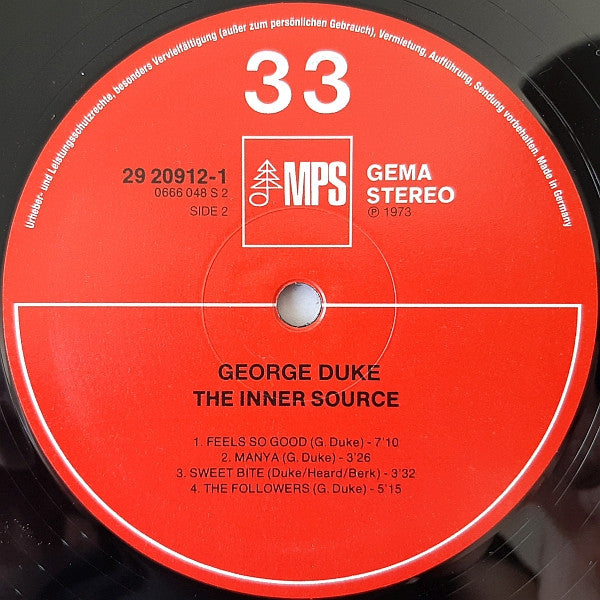 Urheber- und Leistungsschutzrechte, besonders Vervielfältigung (außer zum persönlichen Gebrauch), Vermietung, Aufführung, Sendung vorbehalten. Made in Germany
33
29 20912-1
0666 048 S 2
SIDE 2
MPS
GEMA
STEREO
℗ 1973
GEORGE DUKE
THE INNER SOURCE
1. FEELS SO GOOD (G. Duke) - 7'10
2. MANYA (G. Duke) - 3'26
3. SWEET BITE (Duke/Heard/Berk) - 3'32
4. THE FOLLOWERS (G. Duke) - 5'15